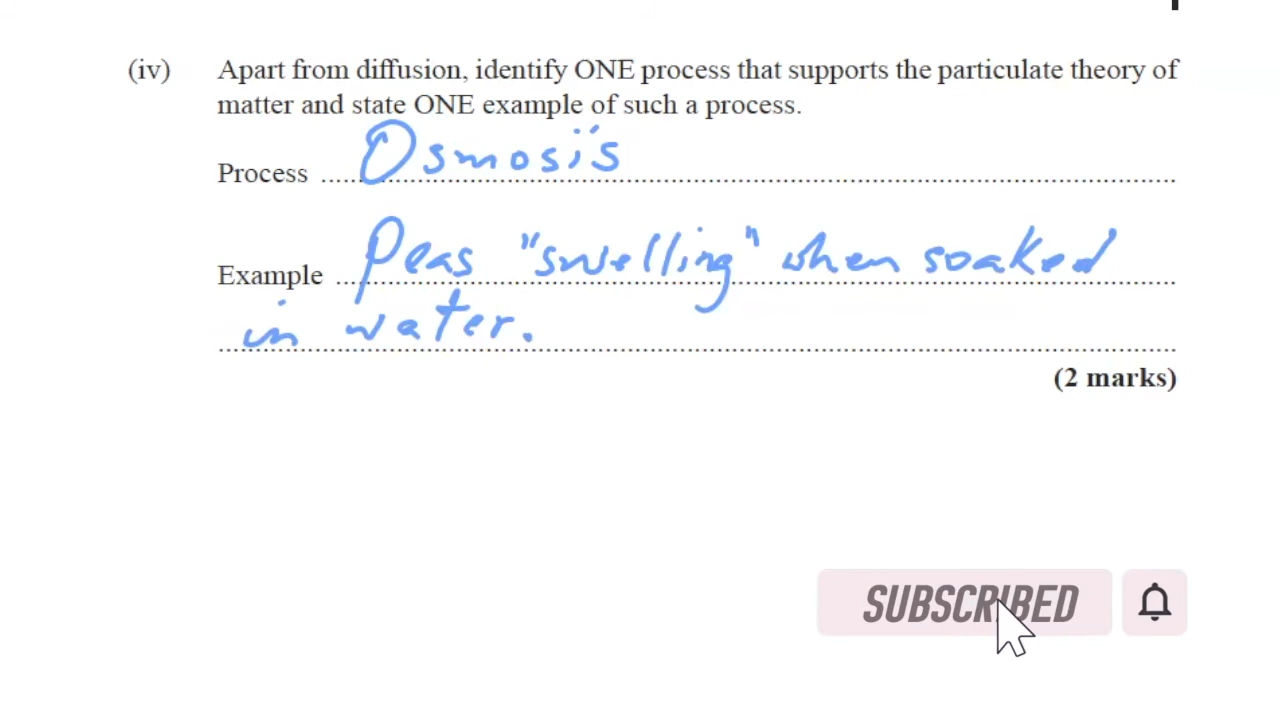 (iv) Apart from diffusion, identify ONE process that supports the particulate theory of
matter and state ONE example of such a process.
Process Osmosis
Example Peas "swelling" when soaked
in water.
(2 marks)
SUBSCRIBED